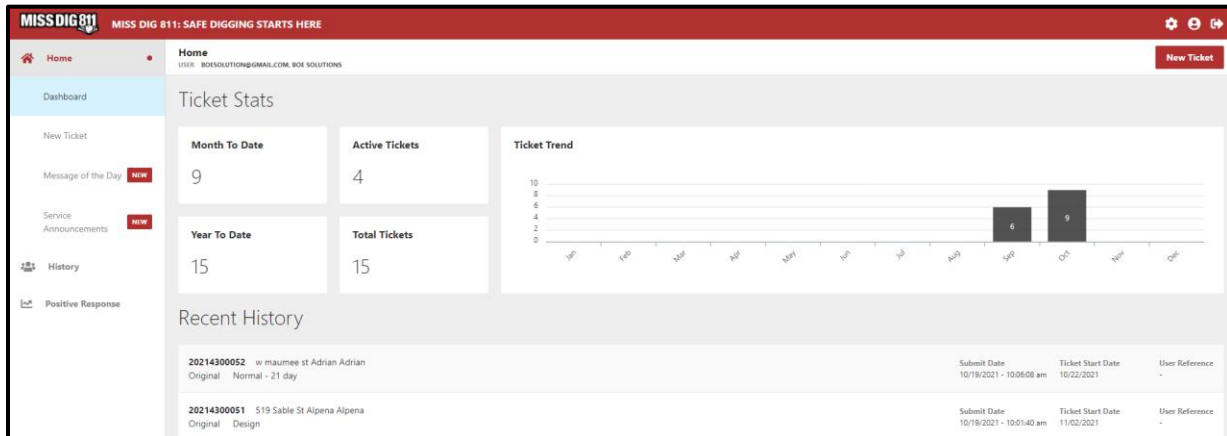 MISS DIG 811 MISS DIG 811: SAFE DIGGING STARTS HERE
Home
Dashboard
New Ticket
Message of the Day NEW
Service Announcements NEW
History
Positive Response
Home
USER BOESOLUTION@GMAIL.COM, BOE SOLUTIONS
New Ticket
Ticket Stats
Month To Date
9
Active Tickets
4
Year To Date
15
Total Tickets
15
Ticket Trend
10
8
6
4
2
0
6
9
Jan Feb Mar Apr May Jun Jul Aug Sep Oct Nov Dec
Recent History
20214300052 w maumee st Adrian Adrian
Original Normal - 21 day
Submit Date Ticket Start Date User Reference
10/19/2021 - 10:06:08 am 10/22/2021 -
20214300051 519 Sable St Alpena Alpena
Original Design
Submit Date Ticket Start Date User Reference
10/19/2021 - 10:01:40 am 11/02/2021 -